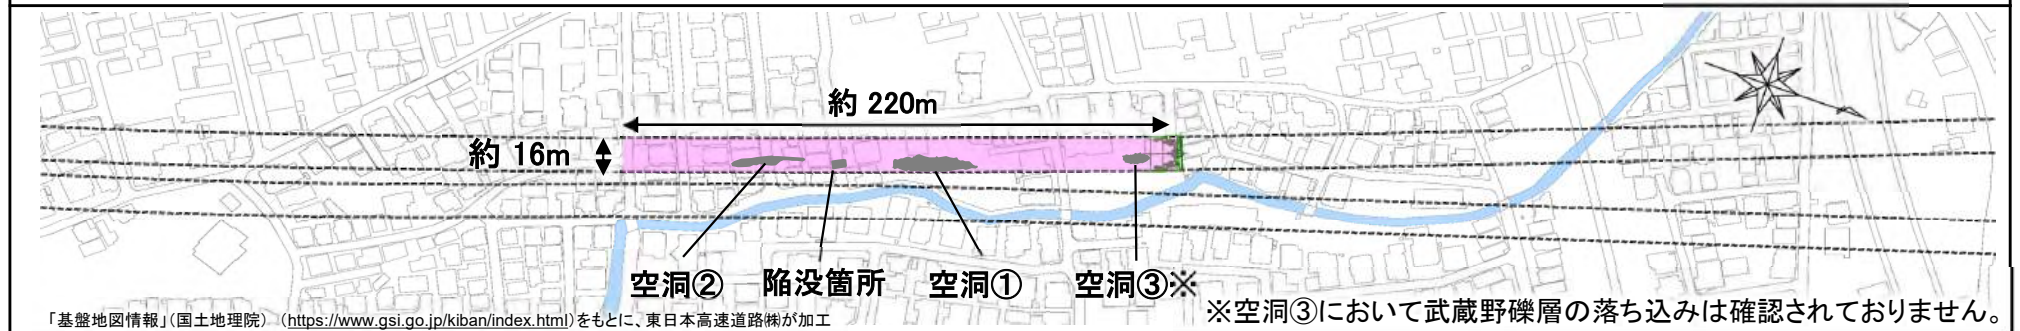 約 220m
約 16m
空洞②
陥没箇所
空洞①
空洞③※
※空洞③において武蔵野礫層の落ち込みは確認されておりません。
「基盤地図情報」(国土地理院) (https://www.gsi.go.jp/kiban/index.html)をもとに、東日本高速道路㈱が加工